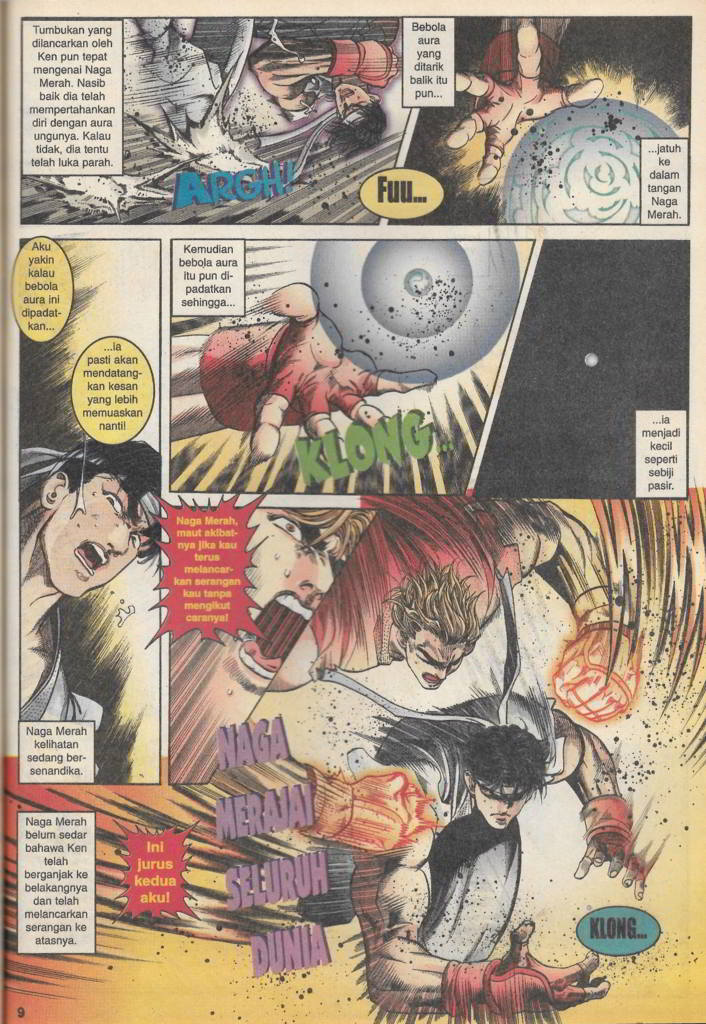 Tumbukan yang
dilancarkan oleh
Ken pun tepat
mengenai Naga
Merah. Nasib
baik dia telah
mempertahankan
diri dengan aura
ungunya. Kalau
tidak, dia tentu
telah luka parah.
ARGH!
Bebola
aura
yang
ditarik
balik itu
pun...
Fuu...
...jatuh
ke
dalam
tangan
Naga
Merah.
Aku
yakin
kalau
bebola
aura ini
dipadat-
kan...
...ia
pasti akan
mendatang-
kan kesan
yang lebih
memuaskan
nanti!
Naga Merah
kelihatan
sedang ber-
senandika.
Kemudian
bebola aura
itu pun di-
padatkan
sehingga...
KLONG..
...ia
menjadi
kecil
seperti
sebiji
pasir.
Naga Merah,
maut akibat-
nya jika kau
terus
melancar-
kan serangan
kau tanpa
mengikut
caranya!
NAGA
MERAJAI
SELURUH
DUNIA
Naga Merah
belum sedar
bahawa Ken
telah
berganjak ke
belakangnya
dan telah
melancarkan
serangan ke
atasnya.
Ini
jurus
kedua
aku!
KLONG...
9